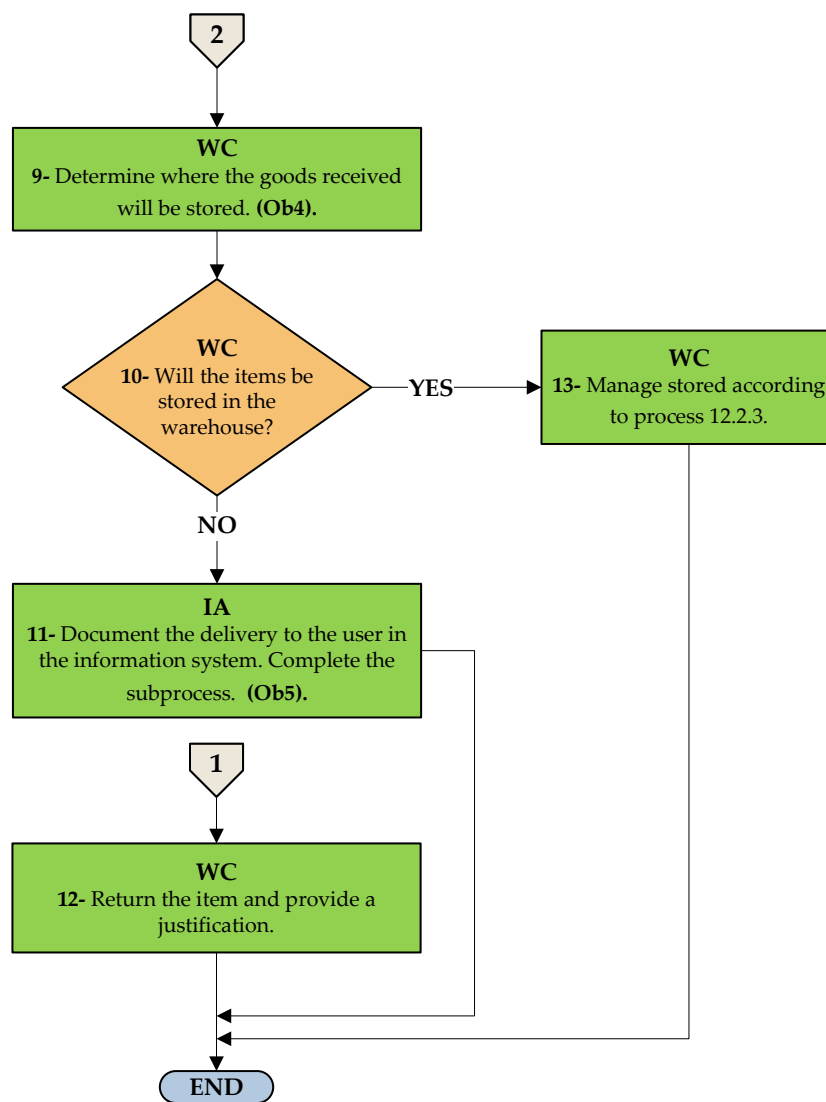 2
WC
9- Determine where the goods received
will be stored. (Ob4).
WC
10- Will the items be
stored in the
warehouse?
YES
WC
13- Manage stored according
to process 12.2.3.
NO
IA
11- Document the delivery to the user in
the information system. Complete the
subprocess. (Ob5).
1
WC
12- Return the item and provide a
justification.
END